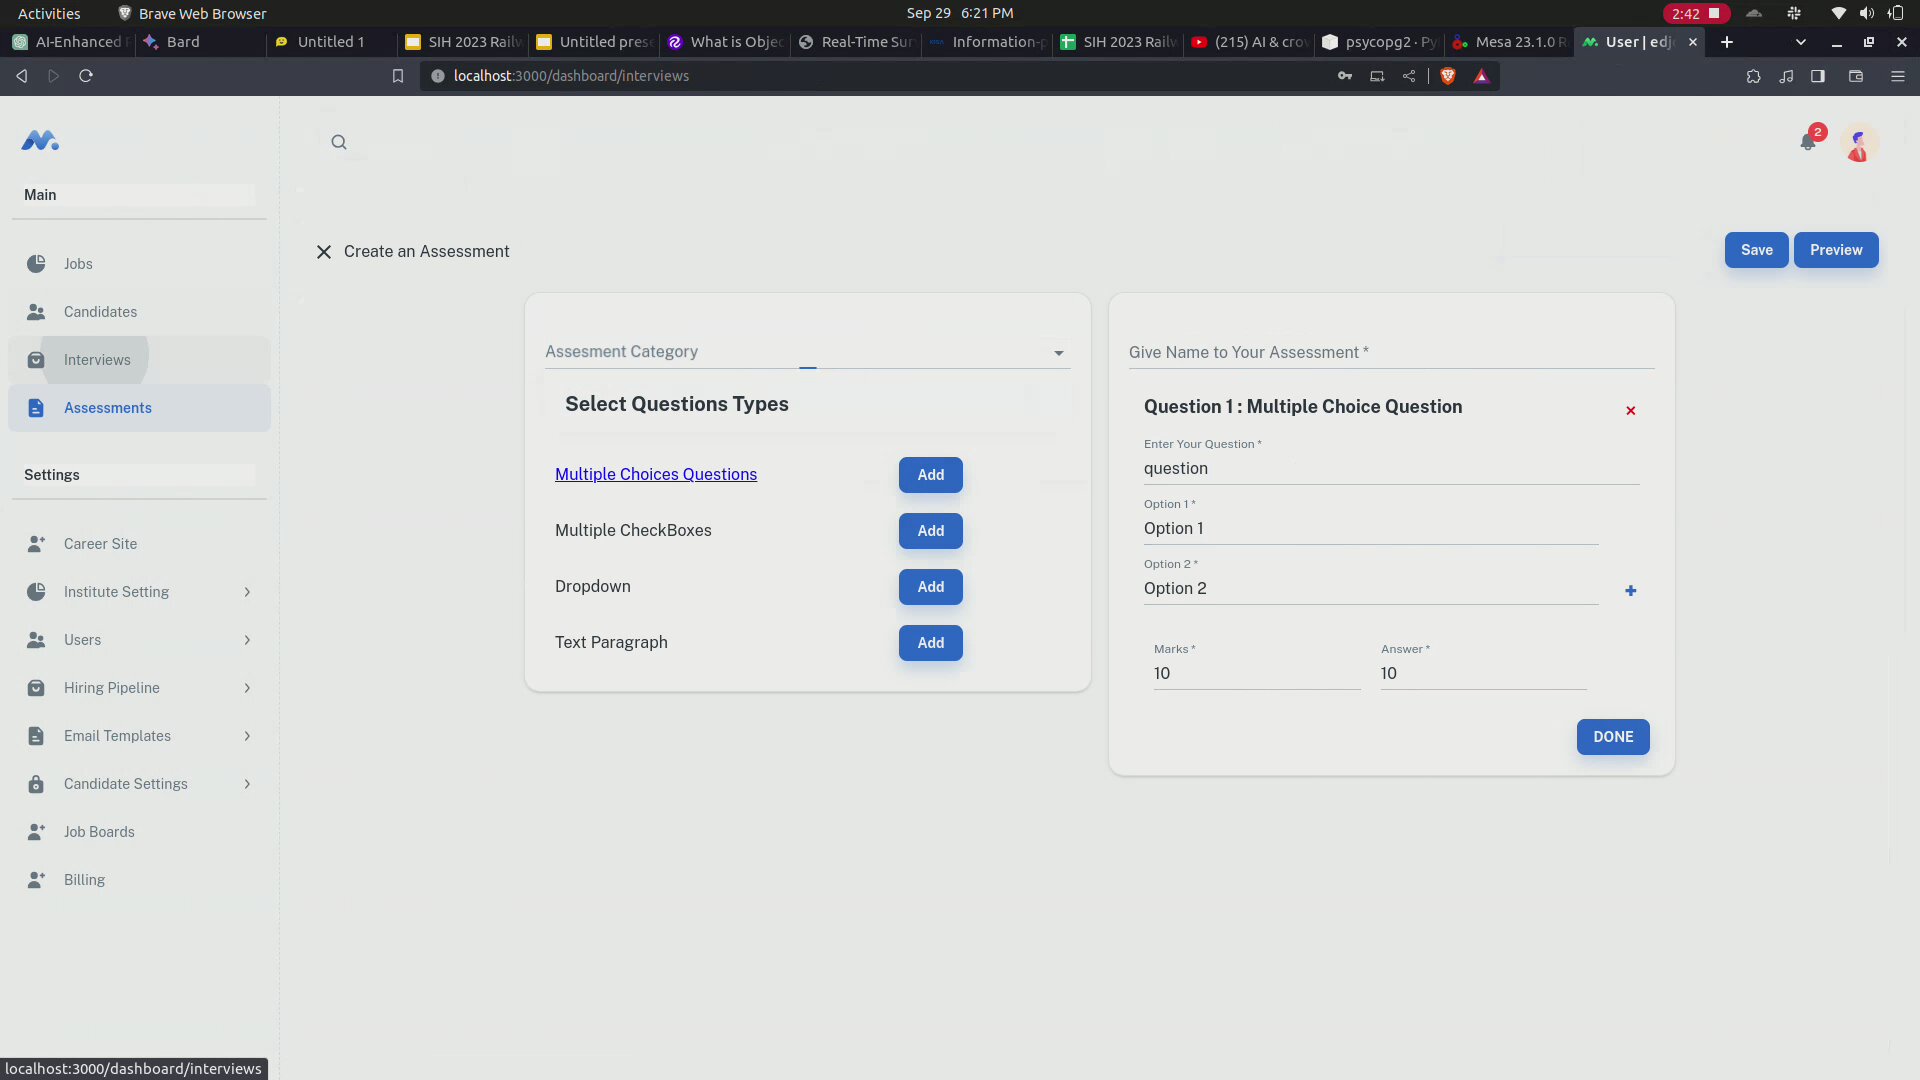 Activities
Brave Web Browser
Sep 29 6:21 PM
2:42
AI-Enhanced
Bard
Untitled 1
SIH 2023 Railw
Untitled prese
What is Objec
Real-Time Sur
Information-p
SIH 2023 Railw
(215) AI & crow
psycopg2 · Py
Mesa 23.1.0 R
User | edj
localhost:3000/dashboard/interviews
2
Main
Jobs
Candidates
Interviews
Assessments
Settings
Career Site
Institute Setting
Users
Hiring Pipeline
Email Templates
Candidate Settings
Job Boards
Billing
Create an Assessment
Save
Preview
Assesment Category
Select Questions Types
Multiple Choices Questions
Add
Multiple CheckBoxes
Add
Dropdown
Add
Text Paragraph
Add
Give Name to Your Assessment *
Question 1 : Multiple Choice Question
Enter Your Question *
question
Option 1 *
Option 1
Option 2 *
Option 2
Marks *
10
Answer *
10
DONE
localhost:3000/dashboard/interviews